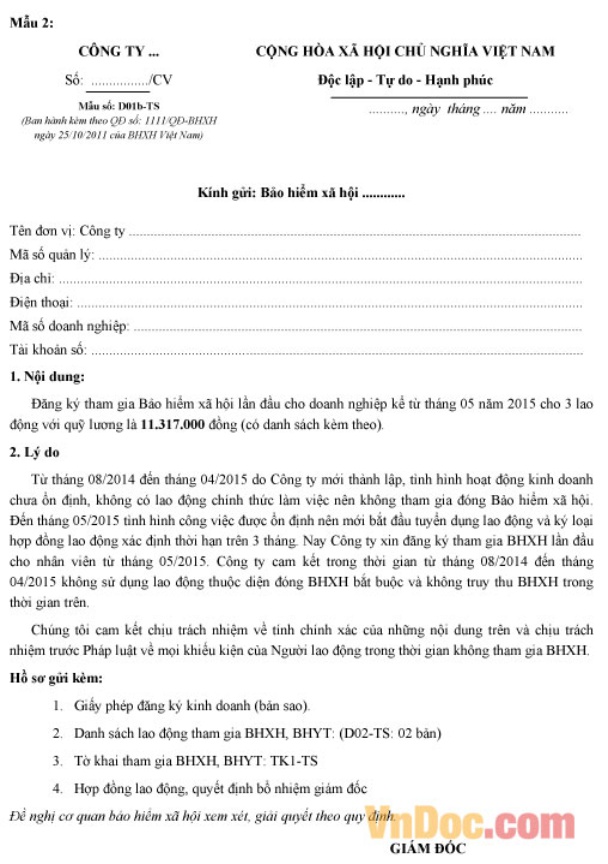 Mẫu 2:
CÔNG TY ...
CỘNG HÒA XÃ HỘI CHỦ NGHĨA VIỆT NAM
Số: ................./CV
Độc lập - Tự do - Hạnh phúc
Mẫu số: D01b-TS
(Ban hành kèm theo QĐ số: 1111/QĐ-BHXH
ngày 25/10/2011 của BHXH Việt Nam)
.........., ngày tháng .... năm ...........
Kính gửi: Bảo hiểm xã hội ............
Tên đơn vị: Công ty ....................................................
Mã số quản lý: ....................................................
Địa chỉ: ....................................................
Điện thoại: ....................................................
Mã số doanh nghiệp: ....................................................
Tài khoản số: ....................................................
1. Nội dung:
Đăng ký tham gia Bảo hiểm xã hội lần đầu cho doanh nghiệp kể từ tháng 05 năm 2015 cho 3 lao
động với quỹ lương là 11.317.000 đồng (có danh sách kèm theo).
2. Lý do
Từ tháng 08/2014 đến tháng 04/2015 do Công ty mới thành lập, tình hình hoạt động kinh doanh
chưa ổn định, không có lao động chính thức làm việc nên không tham gia đóng Bảo hiểm xã hội.
Đến tháng 05/2015 tình hình công việc được ổn định nên mới bắt đầu tuyển dụng lao động và ký loại
hợp đồng lao động xác định thời hạn trên 3 tháng. Nay Công ty xin đăng ký tham gia BHXH lần đầu
cho nhân viên từ tháng 05/2015. Công ty cam kết trong thời gian từ tháng 08/2014 đến tháng
04/2015 không sử dụng lao động thuộc diện đóng BHXH bắt buộc và không truy thu BHXH trong
thời gian trên.
Chúng tôi cam kết chịu trách nhiệm về tính chính xác của những nội dung trên và chịu trách
nhiệm trước Pháp luật về mọi khiếu kiện của Người lao động trong thời gian không tham gia BHXH.
Hồ sơ gửi kèm:
1. Giấy phép đăng ký kinh doanh (bản sao).
2. Danh sách lao động tham gia BHXH, BHYT: (D02-TS: 02 bản)
3. Tờ khai tham gia BHXH, BHYT: TK1-TS
4. Hợp đồng lao động, quyết định bổ nhiệm giám đốc
Đề nghị cơ quan bảo hiểm xã hội xem xét, giải quyết theo quy định.
VnDoc.com
GIÁM ĐỐC